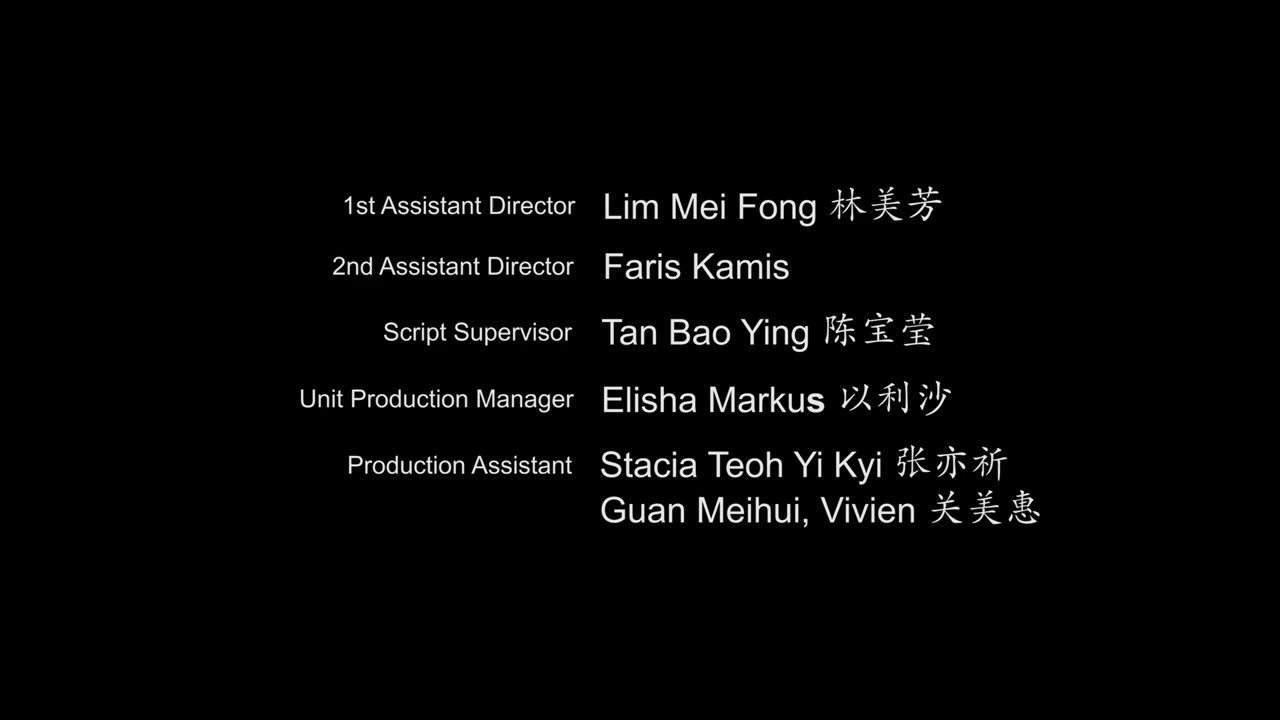 1st Assistant Director Lim Mei Fong 林美芳
2nd Assistant Director Faris Kamis
Script Supervisor Tan Bao Ying 陈宝莹
Unit Production Manager Elisha Markus 以利沙
Production Assistant Stacia Teoh Yi Kyi 张亦祈
Guan Meihui, Vivien 关美惠